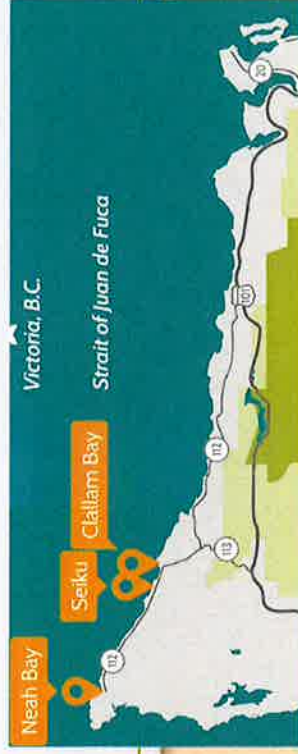 Victoria, B.C.
Strait of Juan de Fuca
Neah Bay
Seiku
Clallam Bay
112
112
113
101
20